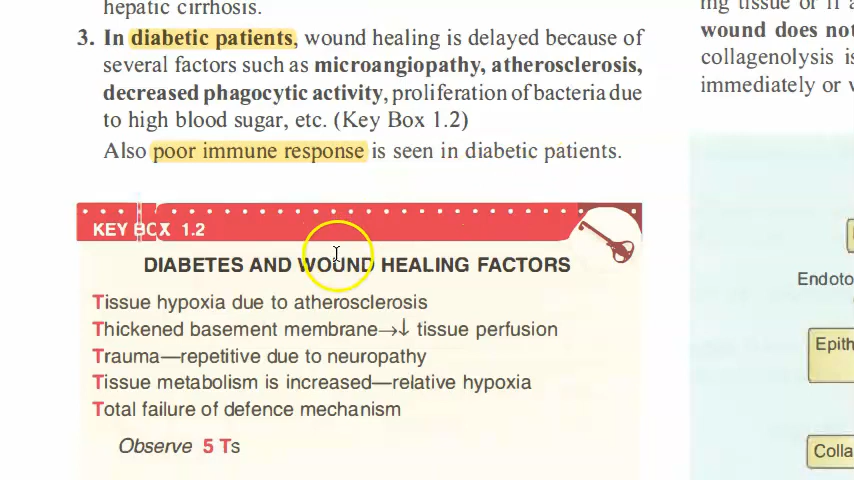 hepatic cirrhosis.
3. In diabetic patients, wound healing is delayed because of
several factors such as microangiopathy, atherosclerosis,
decreased phagocytic activity, proliferation of bacteria due
to high blood sugar, etc. (Key Box 1.2)
Also poor immune response is seen in diabetic patients.
KEY BOX 1.2
DIABETES AND WOUND HEALING FACTORS
Tissue hypoxia due to atherosclerosis
Thickened basement membrane→↓ tissue perfusion
Trauma—repetitive due to neuropathy
Tissue metabolism is increased—relative hypoxia
Total failure of defence mechanism
Observe 5 Ts
ing tissue or if a
wound does not
collagenolysis is
immediately or v
Endoto
Epith
Colla